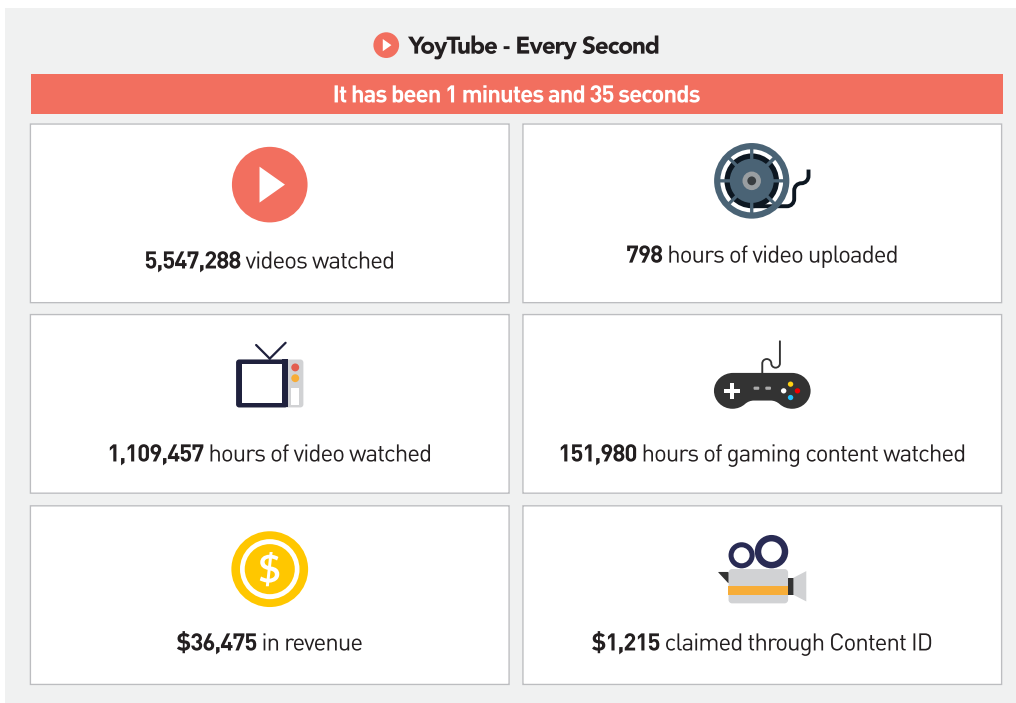 YoyTube - Every Second
It has been 1 minutes and 35 seconds
5,547,288 videos watched
798 hours of video uploaded
1,109,457 hours of video watched
151,980 hours of gaming content watched
$
$36,475 in revenue
$1,215 claimed through Content ID